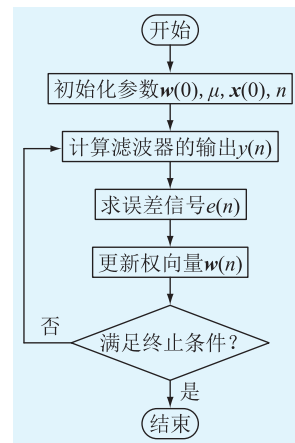 开始
初始化参数w(0), μ, x(0), n
计算滤波器的输出y(n)
求误差信号e(n)
更新权向量w(n)
否
满足终止条件？
是
结束